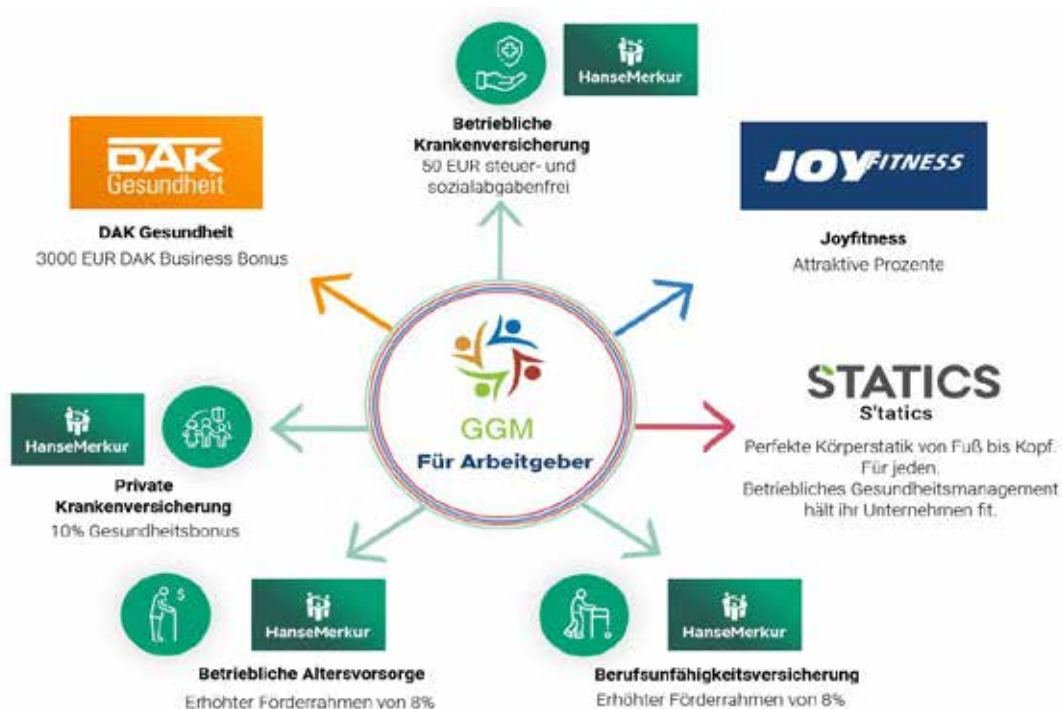 HanseMerkur
Betriebliche
Krankenversicherung
50 EUR steuer- und
sozialabgabenfrei
DAK
Gesundheit
DAK Gesundheit
3000 EUR DAK Business Bonus
JOYFITNESS
Joyfitness
Attraktive Prozente
GGM
Für Arbeitgeber
STATICS
S'tatics
Perfekte Körperstatik von Fuß bis Kopf.
Für jeden.
Betriebliches Gesundheitsmanagement
hält ihr Unternehmen fit.
HanseMerkur
Private
Krankenversicherung
10% Gesundheitsbonus
$
HanseMerkur
Betriebliche Altersvorsorge
Erhöhter Förderrahmen von 8%
HanseMerkur
Berufsunfähigkeitsversicherung
Erhöhter Förderrahmen von 8%